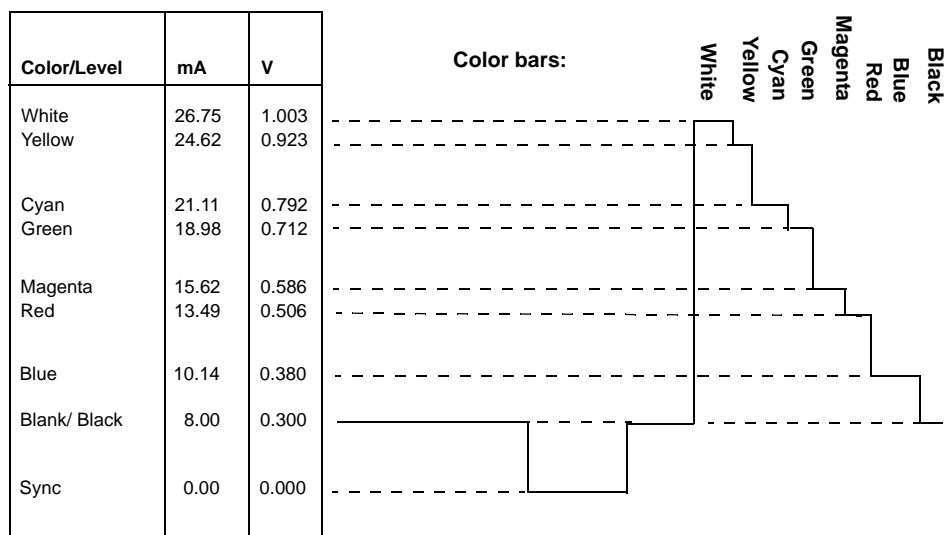 Color/Level mA V
White 26.75 1.003
Yellow 24.62 0.923
Cyan 21.11 0.792
Green 18.98 0.712
Magenta 15.62 0.586
Red 13.49 0.506
Blue 10.14 0.380
Blank/ Black 8.00 0.300
Sync 0.00 0.000
Color bars:
White
Yellow
Cyan
Green
Magenta
Red
Blue
Black